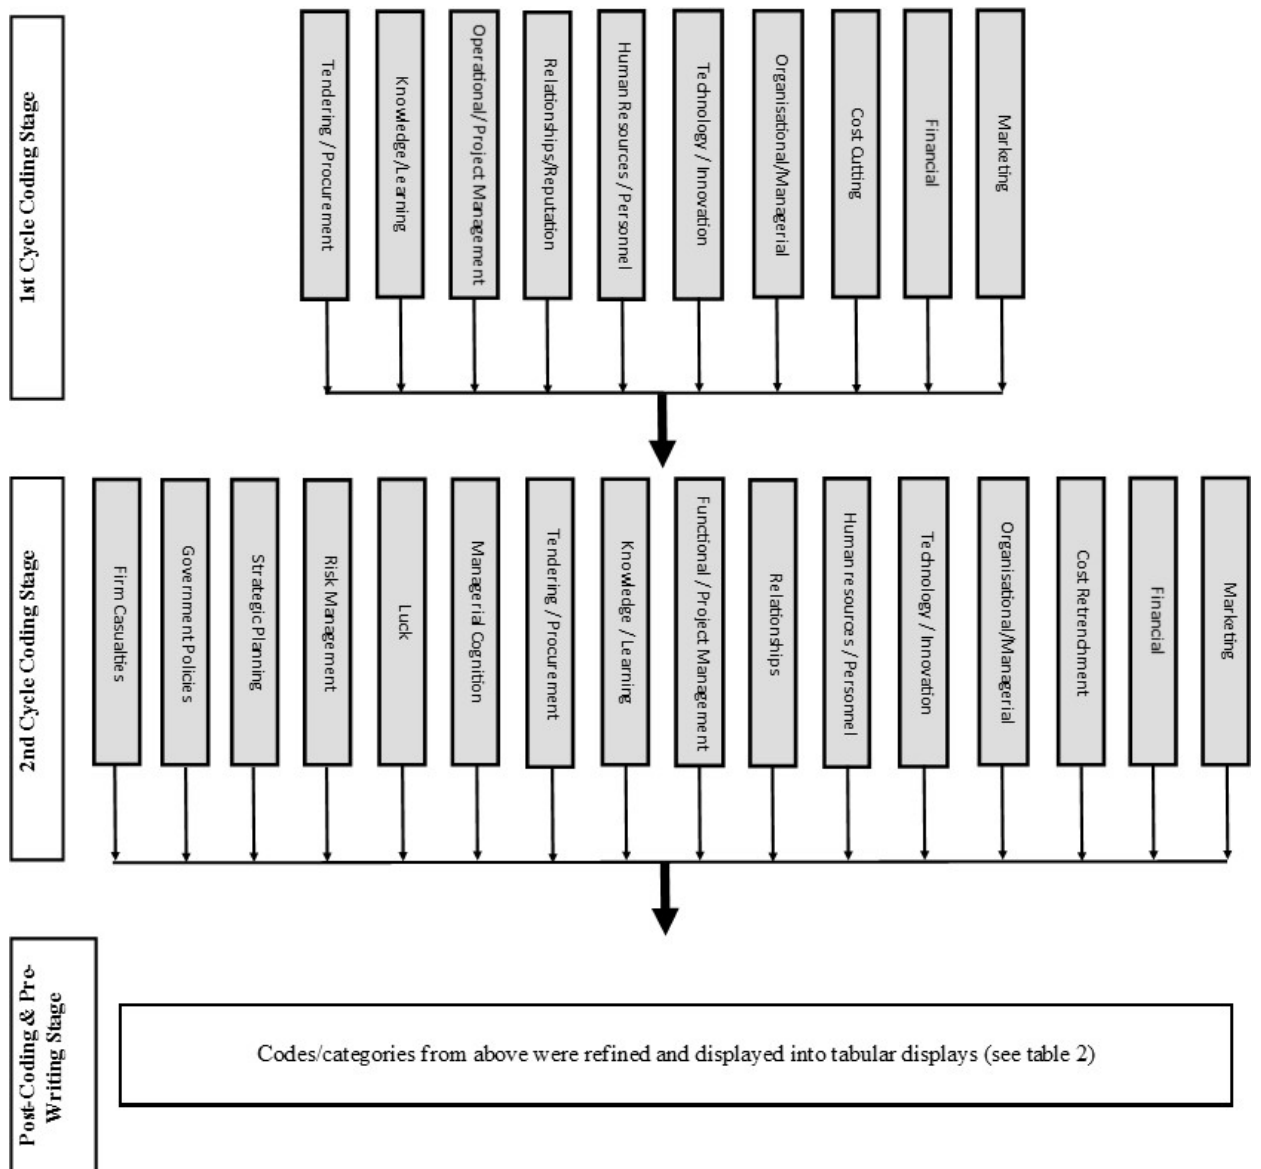 1st Cycle Coding Stage
Tendering / Procurement
Knowledge/Learning
Operational/ Project Management
Relationships/Reputation
Human Resources / Personnel
Technology / Innovation
Organisational/Managerial
Cost Cutting
Financial
Marketing
2nd Cycle Coding Stage
Firm Casualties
Government Policies
Strategic Planning
Risk Management
Luck
Managerial Cognition
Tendering / Procurement
Knowledge / Learning
Functional / Project Management
Relationships
Human resources / Personnel
Technology / Innovation
Organisational/Managerial
Cost Retrenchment
Financial
Marketing
Post-Coding & Pre-
Writing Stage
Codes/categories from above were refined and displayed into tabular displays (see table 2)